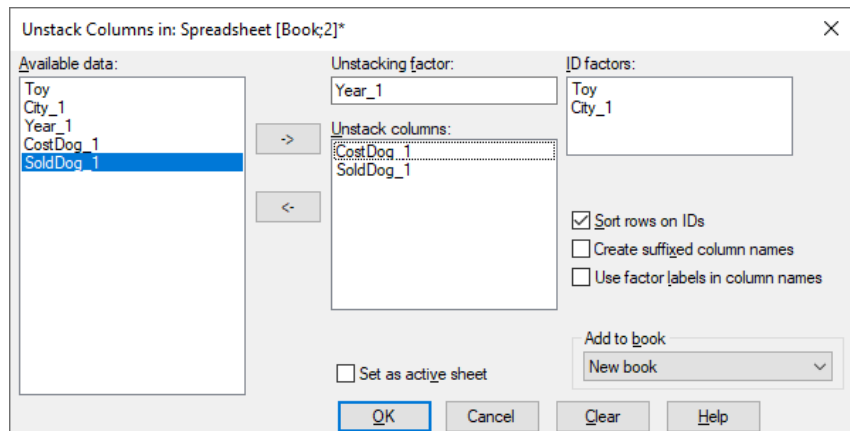 Unstack Columns in: Spreadsheet [Book;2]*
Available data:
Toy
City_1
Year_1
CostDog_1
SoldDog_1
->
<-
Unstacking factor:
Year_1
Unstack columns:
CostDog_1
SoldDog_1
ID factors:
Toy
City_1
Sort rows on IDs
Create suffixed column names
Use factor labels in column names
Add to book
New book
Set as active sheet
OK
Cancel
Clear
Help